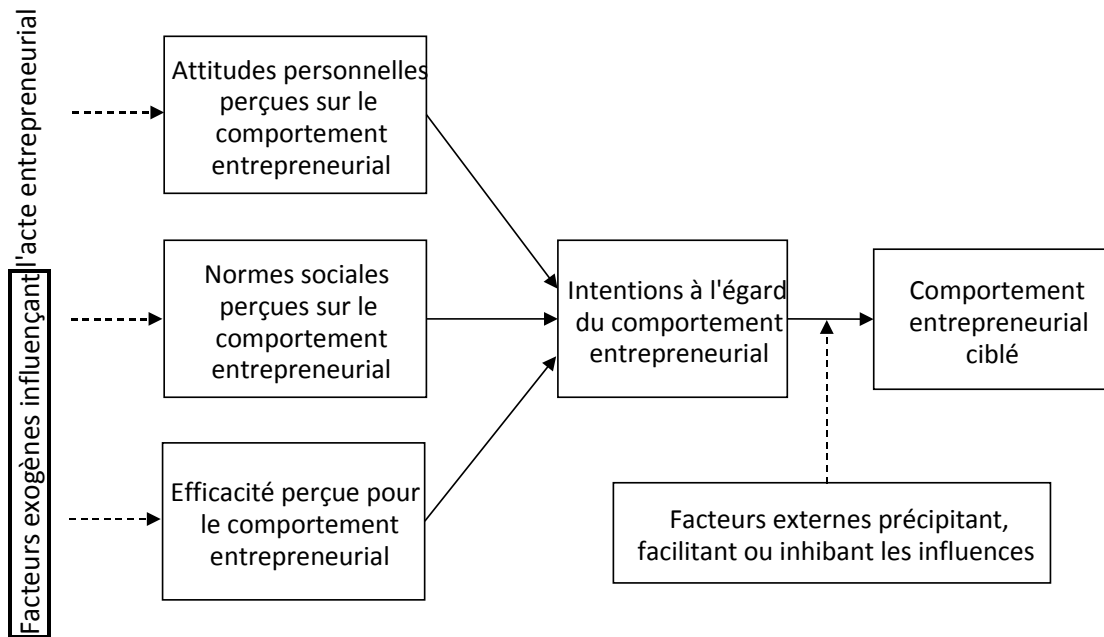 Facteurs exogènes influençant l'acte entrepreneurial
Attitudes personnelles
perçues sur le
comportement
entrepreneurial
Normes sociales
perçues sur le
comportement
entrepreneurial
Efficacité perçue pour
le comportement
entrepreneurial
Intentions à l'égard
du comportement
entrepreneurial
Comportement
entrepreneurial
ciblé
Facteurs externes précipitant,
facilitant ou inhibant les influences